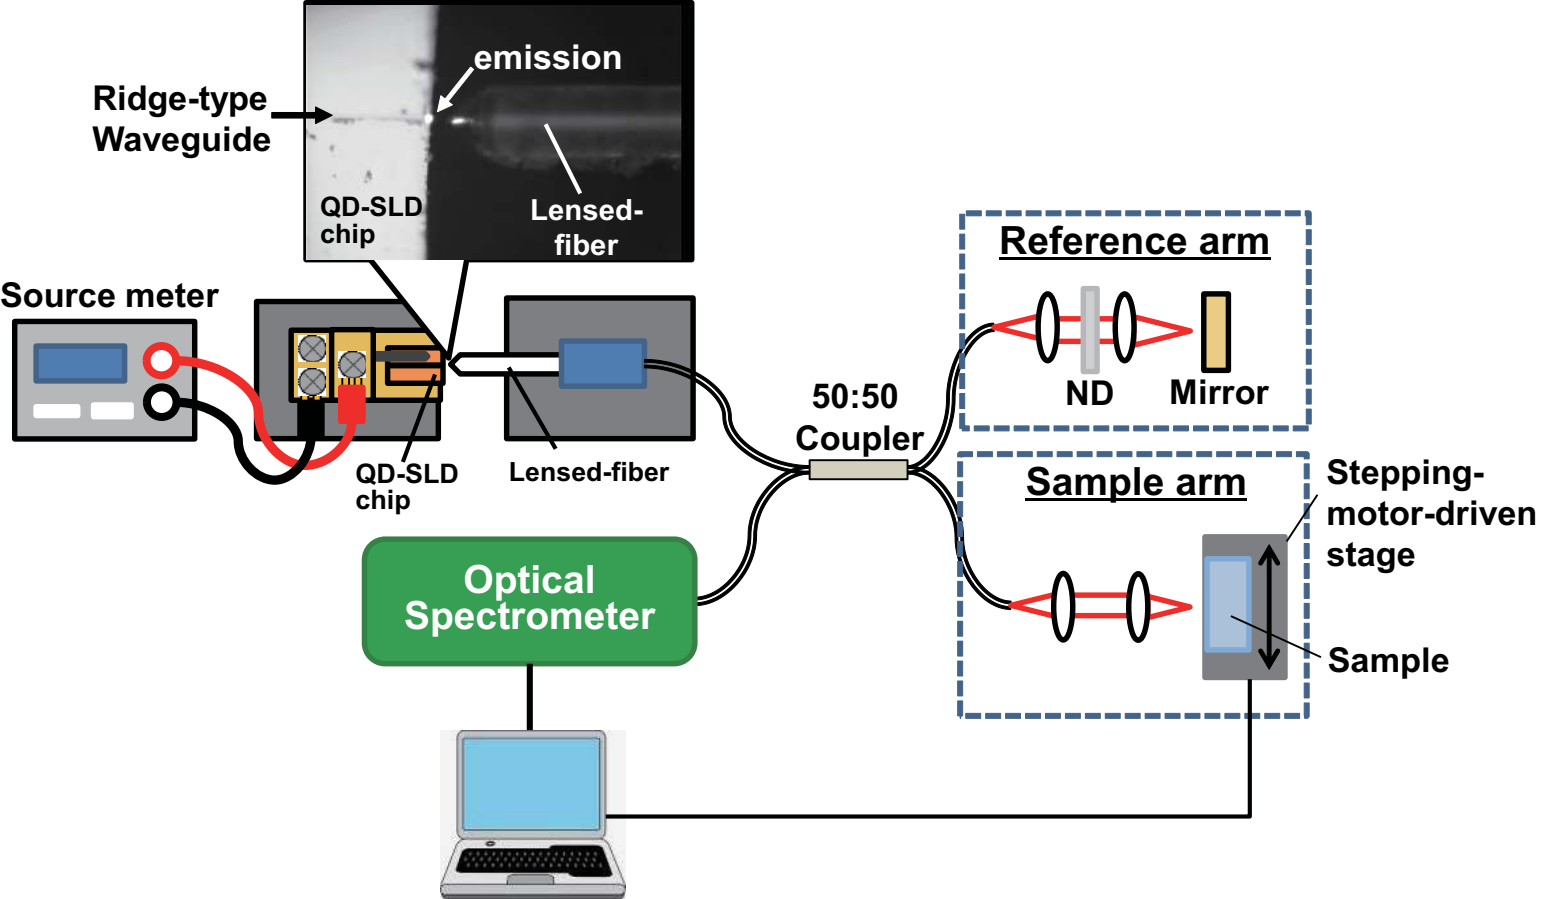 emission
Ridge-type
Waveguide
QD-SLD
chip
Lensed-
fiber
Source meter
QD-SLD
chip
Lensed-fiber
50:50
Coupler
Reference arm
ND
Mirror
Sample arm
Stepping-
motor-driven
stage
Sample
Optical
Spectrometer